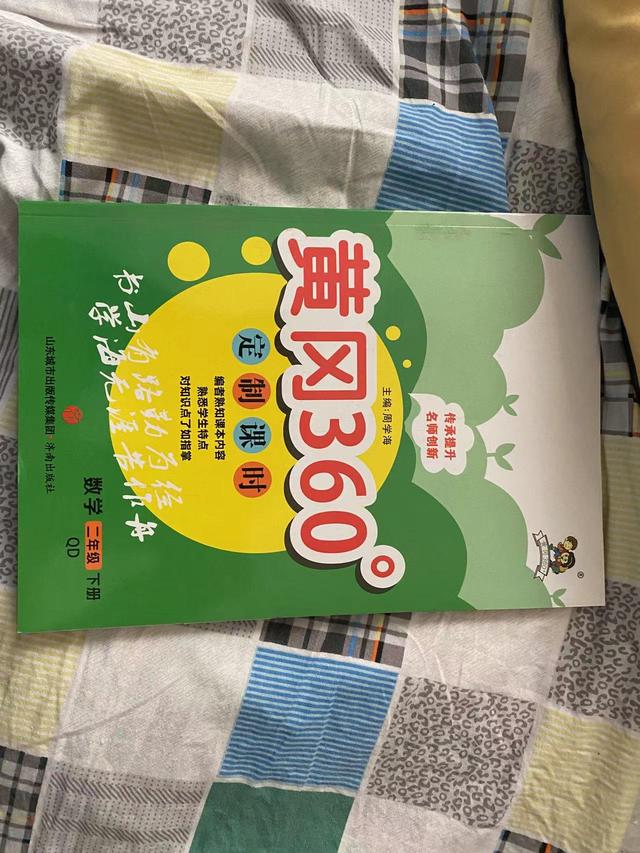 传承提升
名师创新
黄冈360°
主编:周学海
定制课时
编者熟知课本内容
熟悉学生特点
对知识点了如指掌
书山有路勤为径
学海无涯苦作舟
数学 二年级 下册
QD
山东城市出版传媒集团·济南出版社